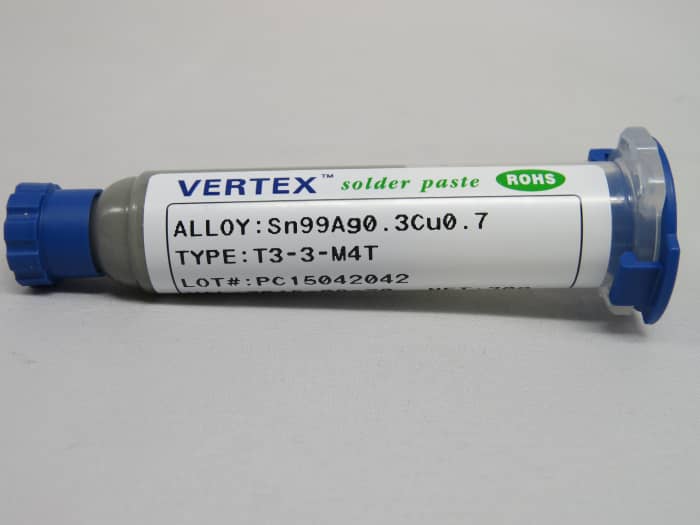 VERTEX™ solder paste ROHS
ALLOY:Sn99Ag0.3Cu0.7
TYPE:T3-3-M4T
LOT#:PC15042042